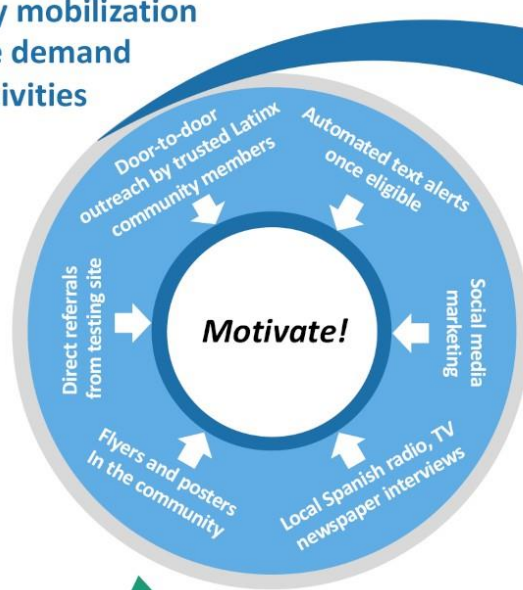 y mobilization
e demand
ivities
Door-to-door
outreach by trusted Latinx
community members
Automated text alerts
once eligible
Direct referrals
from testing site
Motivate!
Social media
marketing
Flyers and posters
In the community
Local Spanish radio, TV
newspaper interviews